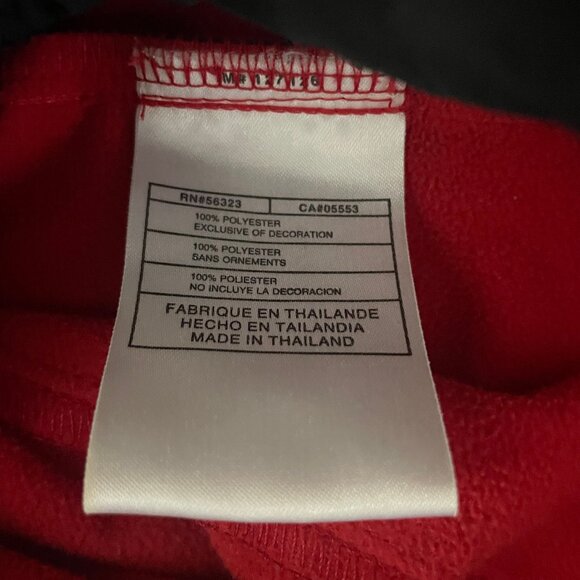 M# 127126
RN#56323 CA#05553
100% POLYESTER
EXCLUSIVE OF DECORATION
100% POLYESTER
SANS ORNEMENTS
100% POLIESTER
NO INCLUYE LA DECORACION
FABRIQUE EN THAILANDE
HECHO EN TAILANDIA
MADE IN THAILAND